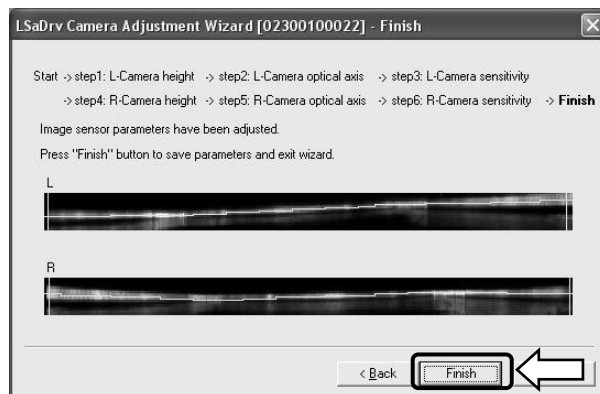 LSaDrv Camera Adjustment Wizard [02300100022] - Finish
Start -> step1: L-Camera height -> step2: L-Camera optical axis -> step3: L-Camera sensitivity
-> step4: R-Camera height -> step5: R-Camera optical axis -> step6: R-Camera sensitivity -> Finish
Image sensor parameters have been adjusted.
Press "Finish" button to save parameters and exit wizard.
L
R
< Back Finish